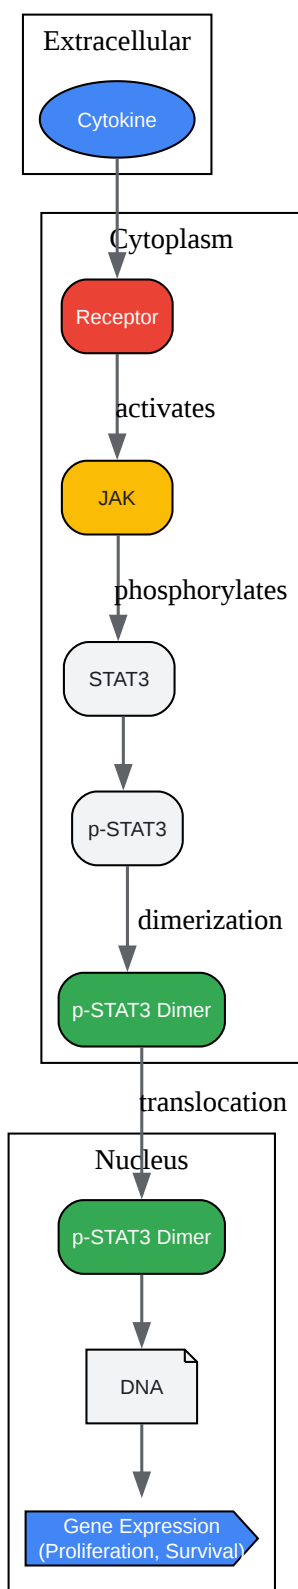 Extracellular
Cytokine
Cytoplasm
Receptor
activates
JAK
phosphorylates
STAT3
p-STAT3
dimerization
p-STAT3 Dimer
translocation
Nucleus
p-STAT3 Dimer
DNA
Gene Expression
(Proliferation, Survival)